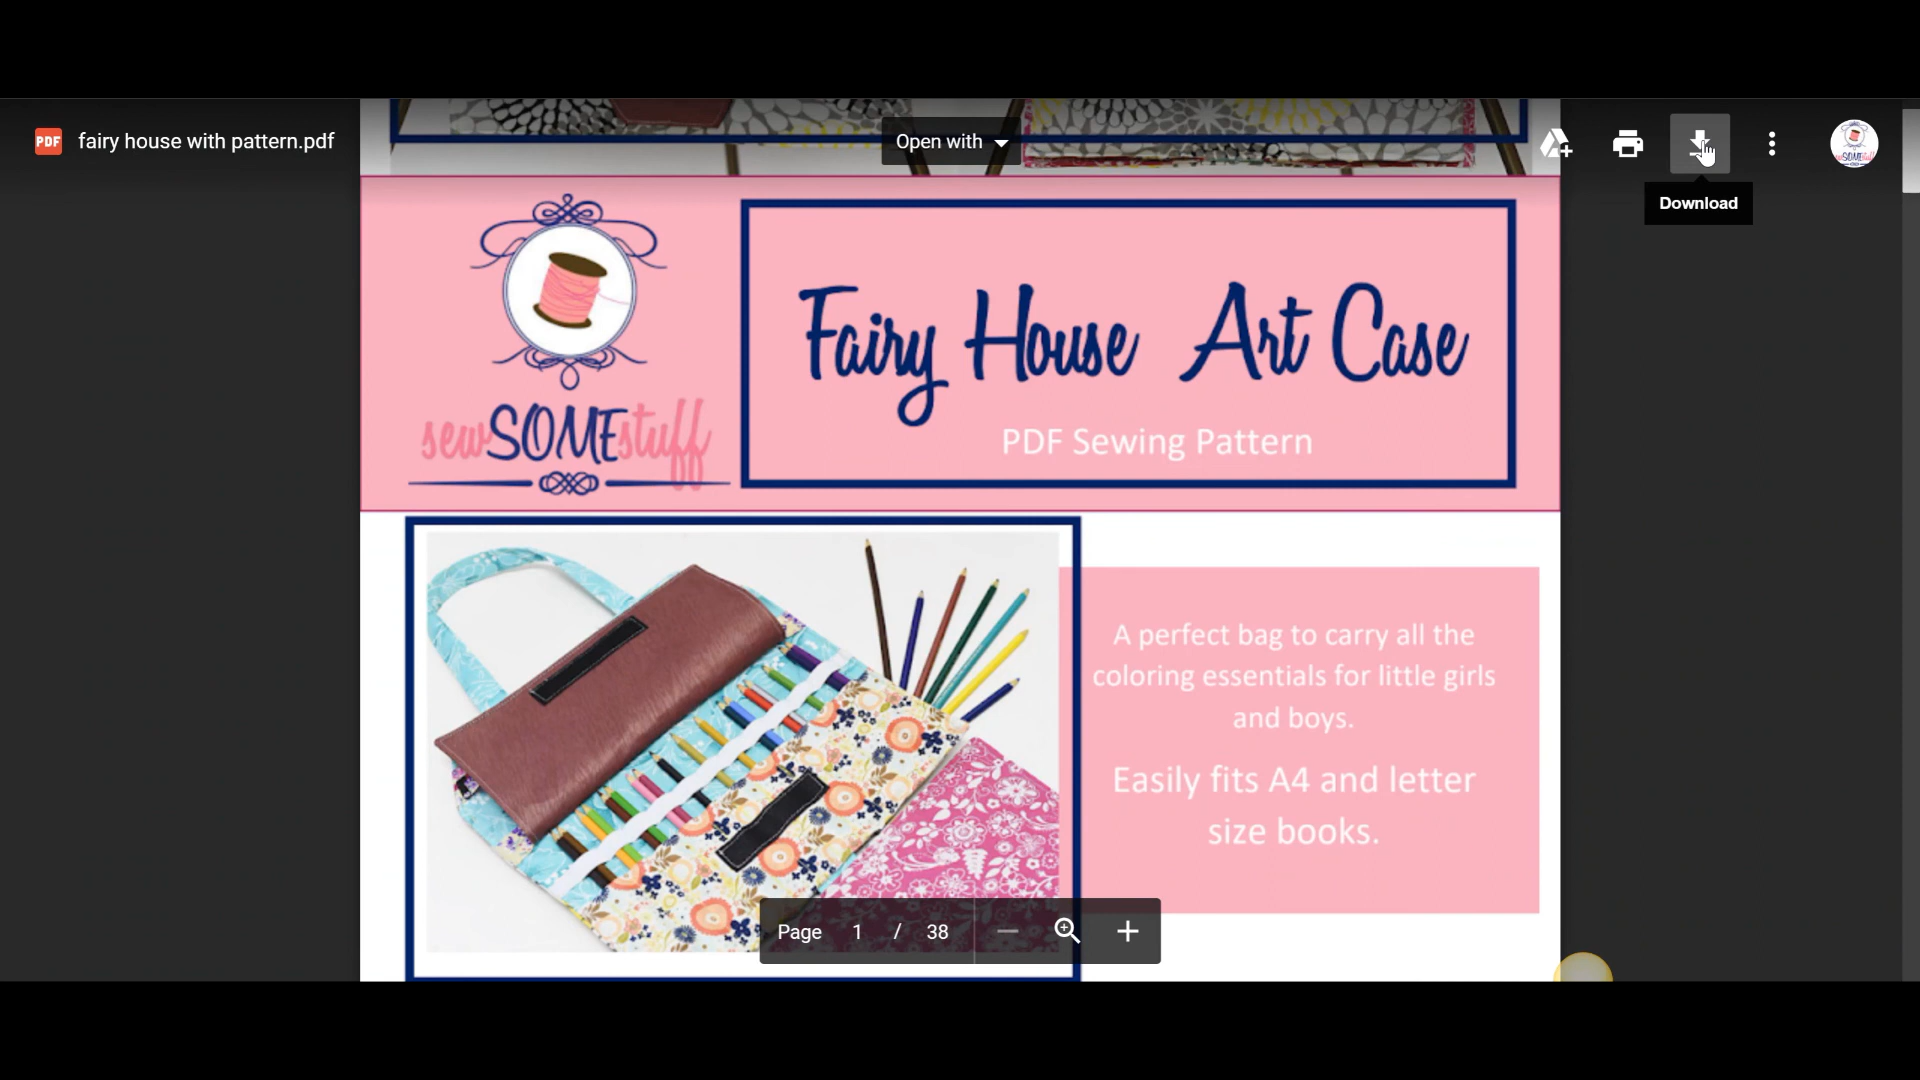 PDF fairy house with pattern.pdf
Open with
Download
sewSOMEstuff
Fairy House Art Case
PDF Sewing Pattern
A perfect bag to carry all the
coloring essentials for little girls
and boys.
Easily fits A4 and letter
size books.
Page 1 / 38